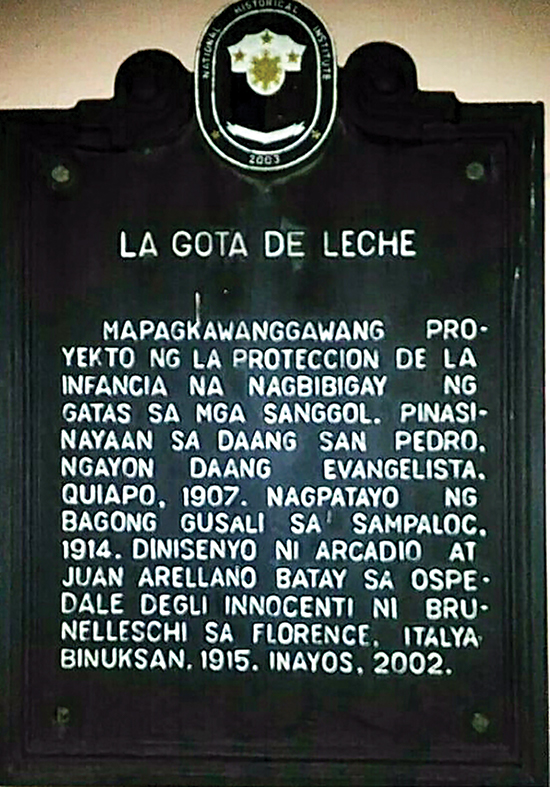 NATIONAL HISTORICAL INSTITUTE
2003
LA GOTA DE LECHE
MAPAGKAWANGGAWANG PRO-
YEKTO NG LA PROTECCION DE LA
INFANCIA NA NAGBIBIGAY NG
GATAS SA MGA SANGGOL. PINASI-
NAYAAN SA DAANG SAN PEDRO,
NGAYON DAANG EVANGELISTA,
QUIAPO, 1907. NAGPATAYO NG
BAGONG GUSALI SA SAMPALOC,
1914. DINISENYO NI ARCADIO AT
JUAN ARELLANO BATAY SA OSPE-
DALE DEGLI INNOCENTI NI BRU-
NELLESCHI SA FLORENCE, ITALYA
BINUKSAN, 1915. INAYOS, 2002.